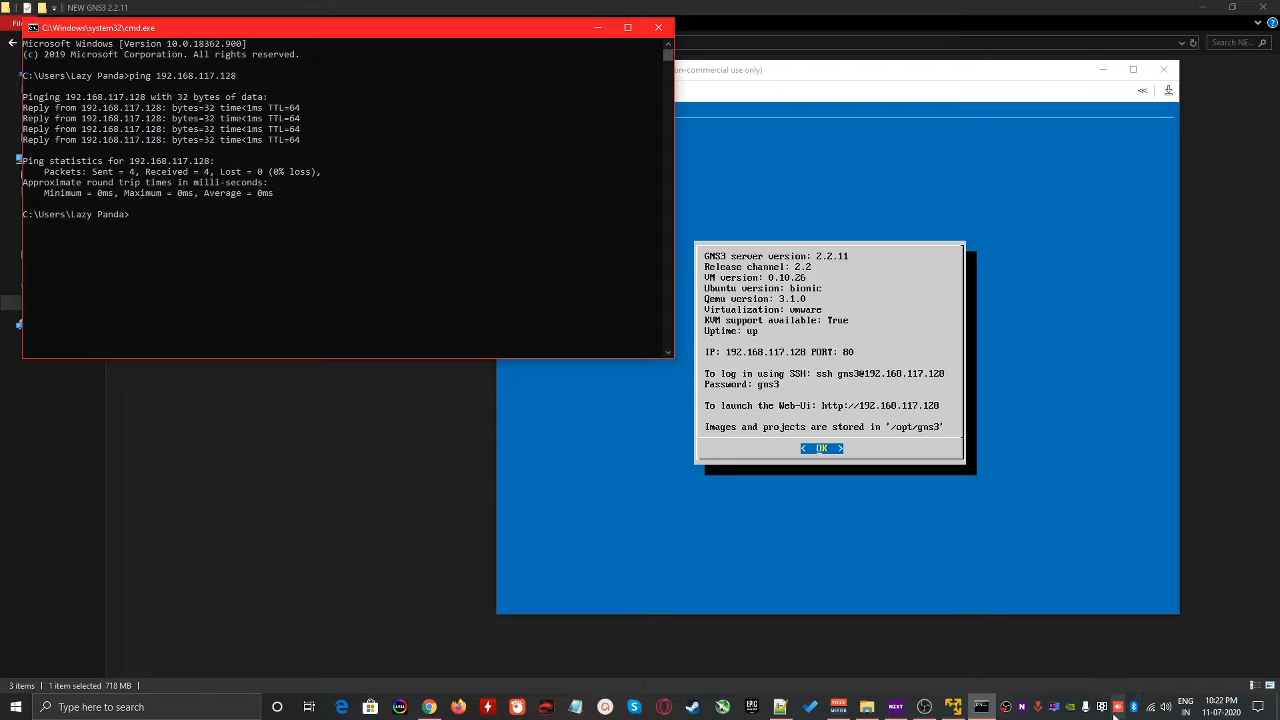 NEW GNS3 2.2.11
C:\Windows\system32\cmd.exe
Microsoft Windows [Version 10.0.18362.900]
(c) 2019 Microsoft Corporation. All rights reserved.
C:\Users\Lazy Panda>ping 192.168.117.128
Pinging 192.168.117.128 with 32 bytes of data:
Reply from 192.168.117.128: bytes=32 time<1ms TTL=64
Reply from 192.168.117.128: bytes=32 time<1ms TTL=64
Reply from 192.168.117.128: bytes=32 time<1ms TTL=64
Reply from 192.168.117.128: bytes=32 time<1ms TTL=64
Ping statistics for 192.168.117.128:
Packets: Sent = 4, Received = 4, Lost = 0 (0% loss),
Approximate round trip times in milli-seconds:
Minimum = 0ms, Maximum = 0ms, Average = 0ms
C:\Users\Lazy Panda>
Search NE...
on-commercial use only)
GNS3 server version: 2.2.11
Release channel: 2.2
VM version: 0.10.26
Ubuntu version: bionic
Qemu version: 3.1.0
Virtualization: vmware
KVM support available: True
Uptime: up
IP: 192.168.117.128 PORT: 80
To log in using SSH: ssh gns3@192.168.117.128
Password: gns3
To launch the Web-Ui: http://192.168.117.128
Images and projects are stored in '/opt/gns3'
< OK >
3 items
1 item selected 718 MB
Type here to search
ENG
IN
10:22 PM
11-07-2020